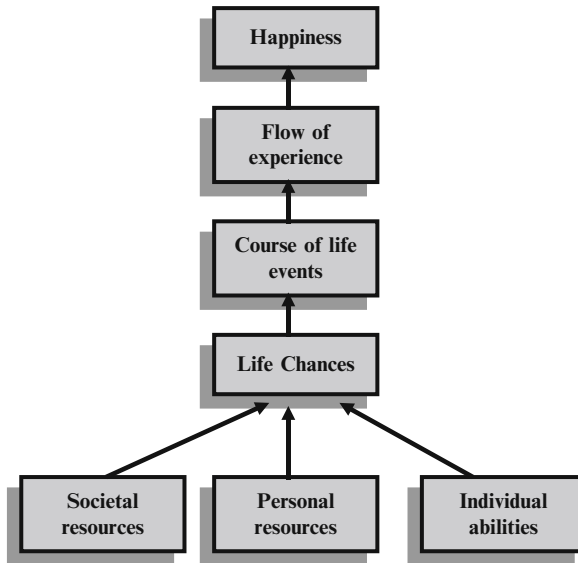 Happiness
Flow of
experience
Course of life
events
Life Chances
Societal
resources
Personal
resources
Individual
abilities